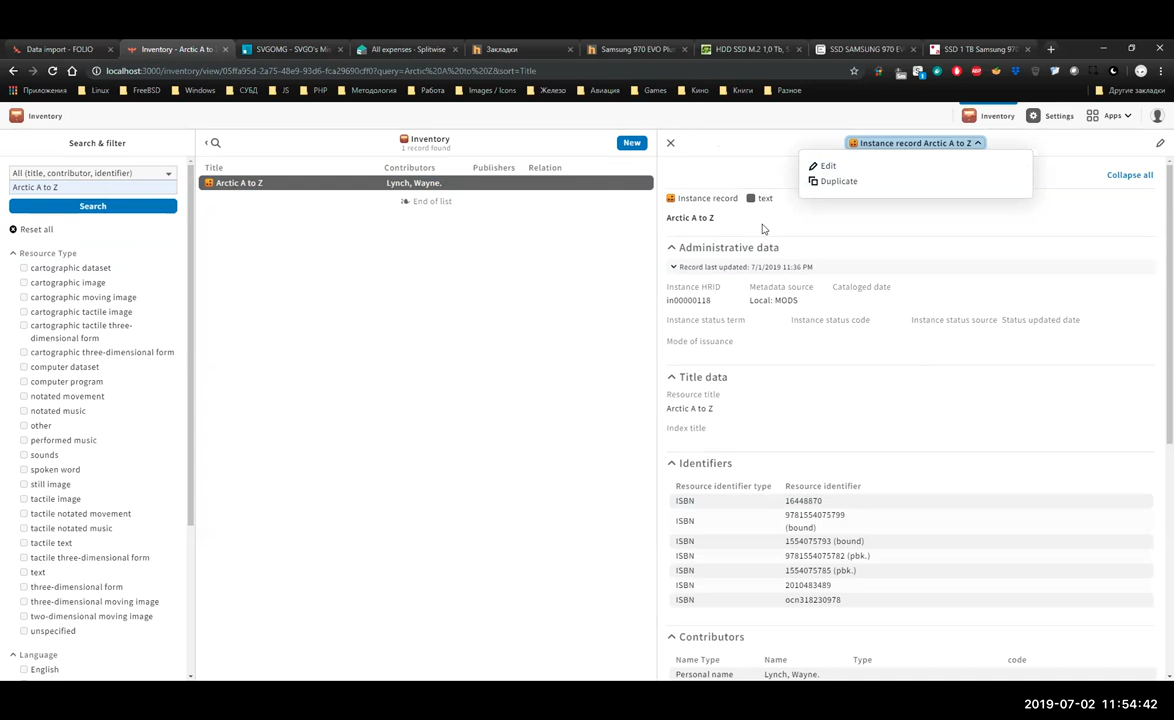 Data import - FOLIO
Inventory - Arctic A to
SVGOMG - SVGO's Mi
All expenses - Splitwise
Закладки
Samsung 970 EVO Plu
HDD SSD M.2 1,0 Tb, S
SSD SAMSUNG 970 EV
SSD 1 TB Samsung 970
localhost:3000/inventory/view/05ffa95d-2a75-48e9-93d6-fca29690cff0?query=Arctic%20A%20to%20Z&sort=Title
Приложения
Linux
FreeBSD
Windows
СУБД
JS
PHP
Методология
Работа
Images / Icons
Железо
Авиация
Games
Кино
Книги
Разное
Другие закладки
Inventory
Inventory
Settings
Apps
Search & filter
All (title, contributor, identifier)
Arctic A to Z
Search
Reset all
Resource Type
cartographic dataset
cartographic image
cartographic moving image
cartographic tactile image
cartographic tactile three-
dimensional form
cartographic three-dimensional form
computer dataset
computer program
notated movement
notated music
other
performed music
sounds
spoken word
still image
tactile image
tactile notated movement
tactile notated music
tactile text
tactile three-dimensional form
text
three-dimensional form
three-dimensional moving image
two-dimensional moving image
unspecified
Language
English
Inventory
1 record found
New
Title Contributors Publishers Relation
Arctic A to Z Lynch, Wayne.
End of list
Instance record Arctic A to Z
Edit
Duplicate
Collapse all
Instance record text
Arctic A to Z
Administrative data
Record last updated: 7/1/2019 11:36 PM
Instance HRID Metadata source Cataloged date
in00000118 Local: MODS
Instance status term Instance status code Instance status source Status updated date
Mode of issuance
Title data
Resource title
Arctic A to Z
Index title
Identifiers
Resource identifier type Resource identifier
ISBN 16448870
ISBN 9781554075799
(bound)
ISBN 1554075793 (bound)
ISBN 9781554075782 (pbk.)
ISBN 1554075785 (pbk.)
ISBN 2010483489
ISBN ocn318230978
Contributors
Name Type Name Type code
Personal name Lynch, Wayne.
2019-07-02 11:54:42